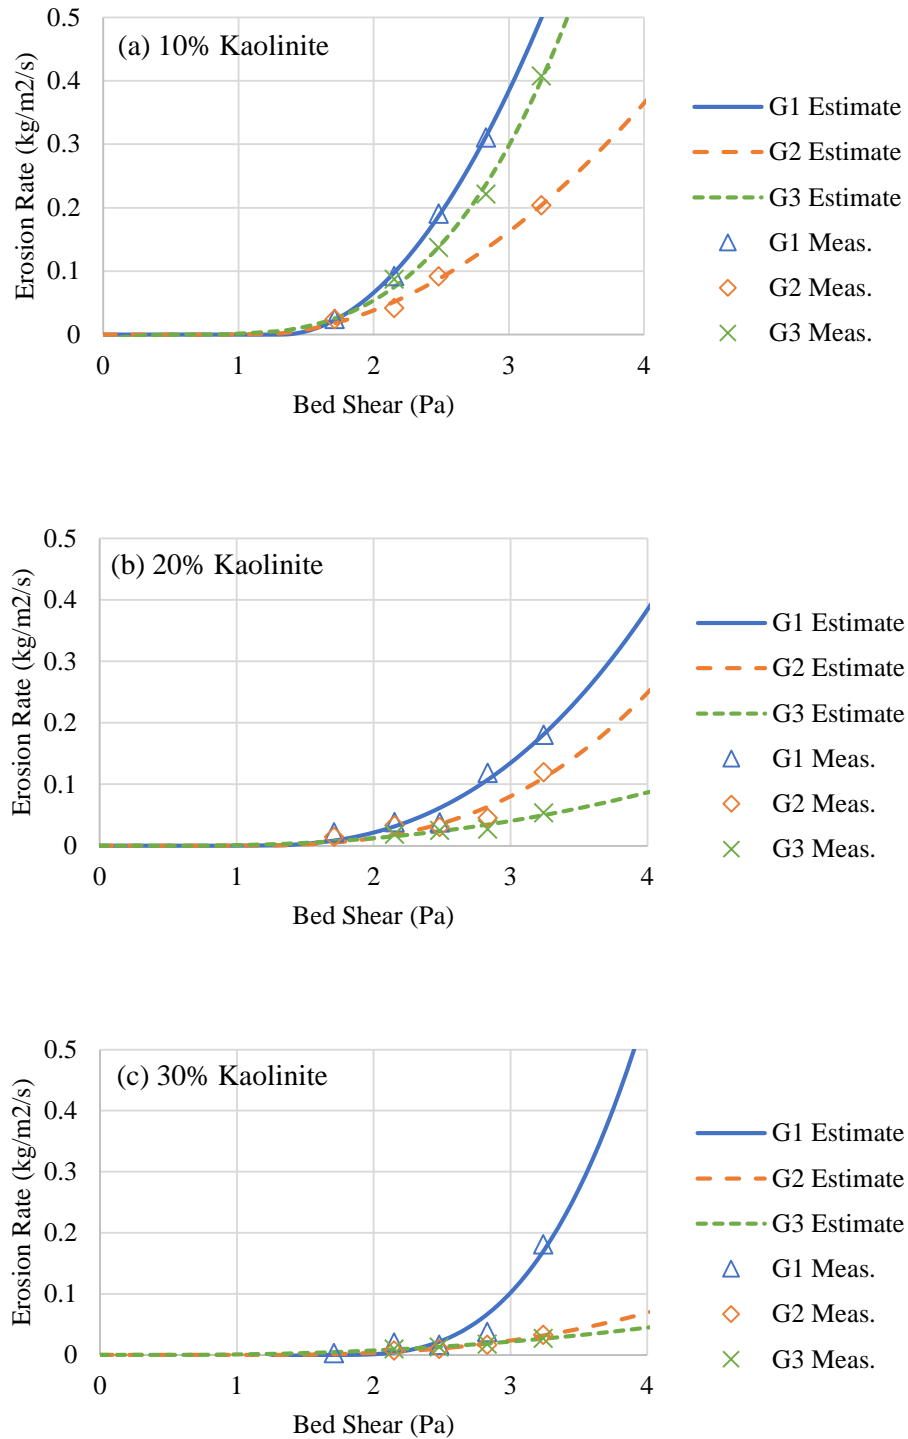 (a) 10% Kaolinite
Erosion Rate (kg/m2/s)
0.5
0.4
0.3
0.2
0.1
0
0 1 2 3 4
Bed Shear (Pa)
G1 Estimate
G2 Estimate
G3 Estimate
G1 Meas.
G2 Meas.
G3 Meas.
(b) 20% Kaolinite
Erosion Rate (kg/m2/s)
0.5
0.4
0.3
0.2
0.1
0
0 1 2 3 4
Bed Shear (Pa)
G1 Estimate
G2 Estimate
G3 Estimate
G1 Meas.
G2 Meas.
G3 Meas.
(c) 30% Kaolinite
Erosion Rate (kg/m2/s)
0.5
0.4
0.3
0.2
0.1
0
0 1 2 3 4
Bed Shear (Pa)
G1 Estimate
G2 Estimate
G3 Estimate
G1 Meas.
G2 Meas.
G3 Meas.